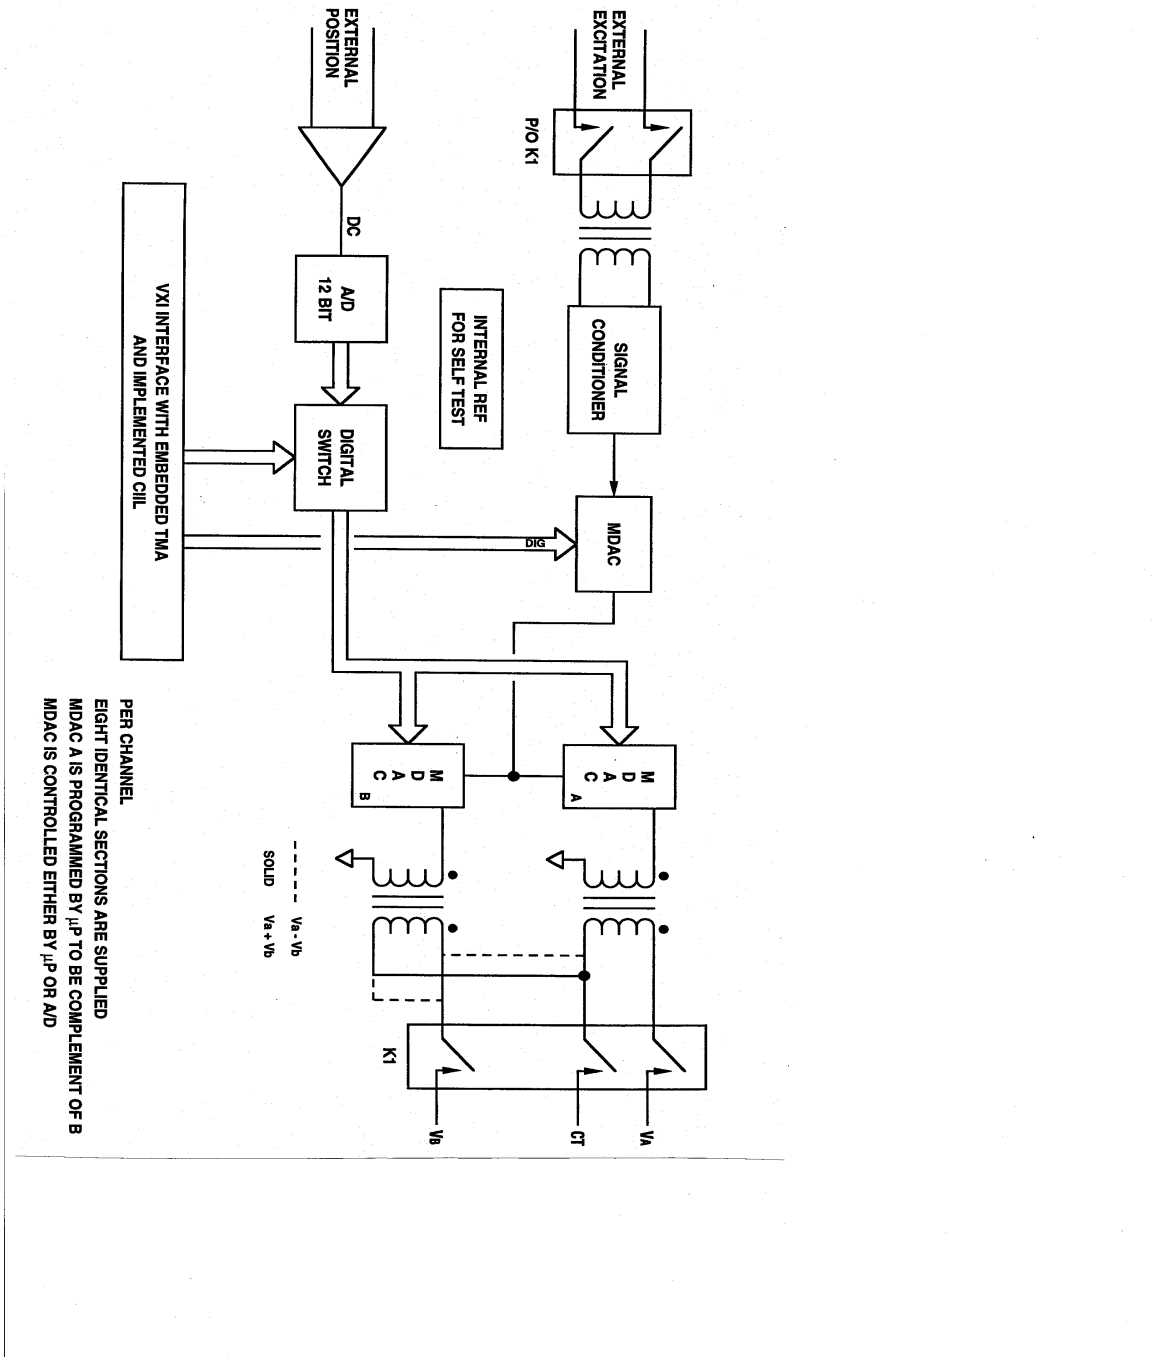 EXTERNAL
EXCITATION
P/O K1
SIGNAL
CONDITIONER
MDAC
INTERNAL REF
FOR SELF TEST
EXTERNAL
POSITION
DC
A/D
12 BIT
DIGITAL
SWITCH
DIG
MDAC
A
MDAC
B
VA
CT
VB
K1
- - - - Va - Vb
SOLID Va + Vb
VXI INTERFACE WITH EMBEDDED TMA
AND IMPLEMENTED CIIL
PER CHANNEL
EIGHT IDENTICAL SECTIONS ARE SUPPLIED
MDAC A IS PROGRAMMED BY µP TO BE COMPLEMENT OF B
MDAC IS CONTROLLED EITHER BY µP OR A/D